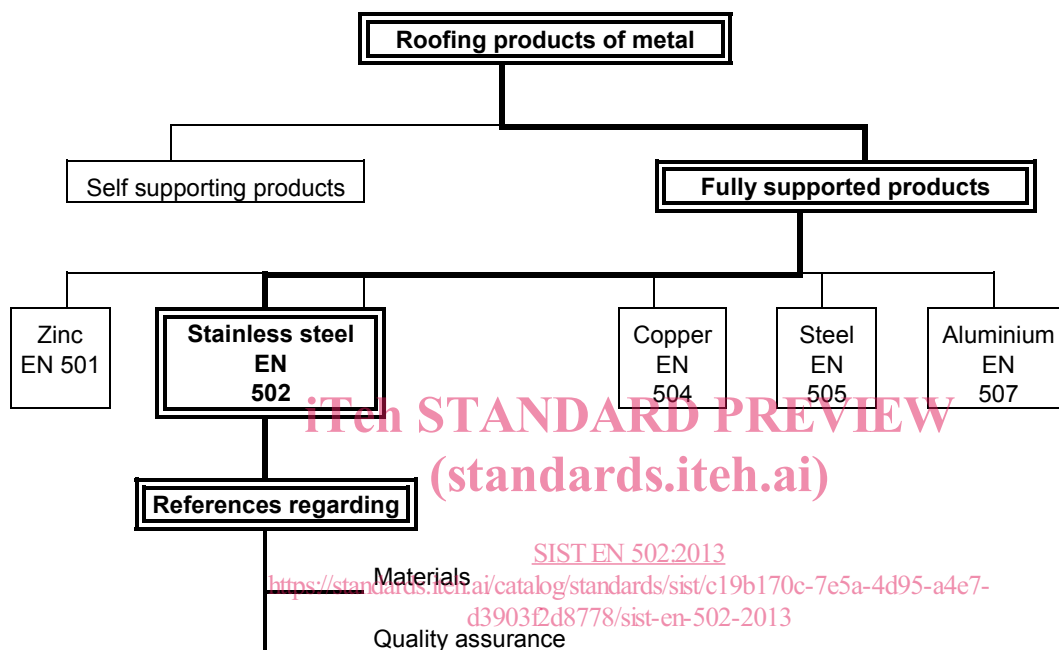 Roofing products of metal
Self supporting products
Fully supported products
Zinc
EN 501
Stainless steel
EN
502
Copper
EN
504
Steel
EN
505
Aluminium
EN
507
iTeh STANDARD PREVIEW
(standards.iteh.ai)
References regarding
SIST EN 502:2013
Materials
https://standards.iteh.ai/catalog/standards/sist/c19b170c-7e5a-4d95-a4e7-
d3903f2d8778/sist-en-502-2013
Quality assurance